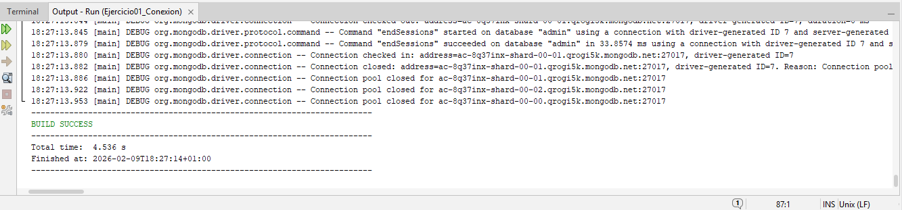 Terminal Output - Run (Ejercicio01_Conexion) ×
18:27:13.845 [main] DEBUG org.mongodb.driver.protocol.command -- Command "endSessions" started on database "admin" using a connection with driver-generated ID 7 and server-generated
18:27:13.879 [main] DEBUG org.mongodb.driver.protocol.command -- Command "endSessions" succeeded on database "admin" in 33.8574 ms using a connection with driver-generated ID 7 and s
18:27:13.880 [main] DEBUG org.mongodb.driver.connection -- Connection checked in: address=ac-8q37inx-shard-00-01.qrogi5k.mongodb.net:27017, driver-generated ID=7
18:27:13.882 [main] DEBUG org.mongodb.driver.connection -- Connection closed: address=ac-8q37inx-shard-00-01.qrogi5k.mongodb.net:27017, driver-generated ID=7. Reason: Connection pool
18:27:13.886 [main] DEBUG org.mongodb.driver.connection -- Connection pool closed for ac-8q37inx-shard-00-01.qrogi5k.mongodb.net:27017
18:27:13.922 [main] DEBUG org.mongodb.driver.connection -- Connection pool closed for ac-8q37inx-shard-00-02.qrogi5k.mongodb.net:27017
18:27:13.953 [main] DEBUG org.mongodb.driver.connection -- Connection pool closed for ac-8q37inx-shard-00-00.qrogi5k.mongodb.net:27017
------------------------------------------------------------------------
BUILD SUCCESS
------------------------------------------------------------------------
Total time:  4.536 s
Finished at: 2026-02-09T18:27:14+01:00
------------------------------------------------------------------------
1 87:1 INS Unix (LF)